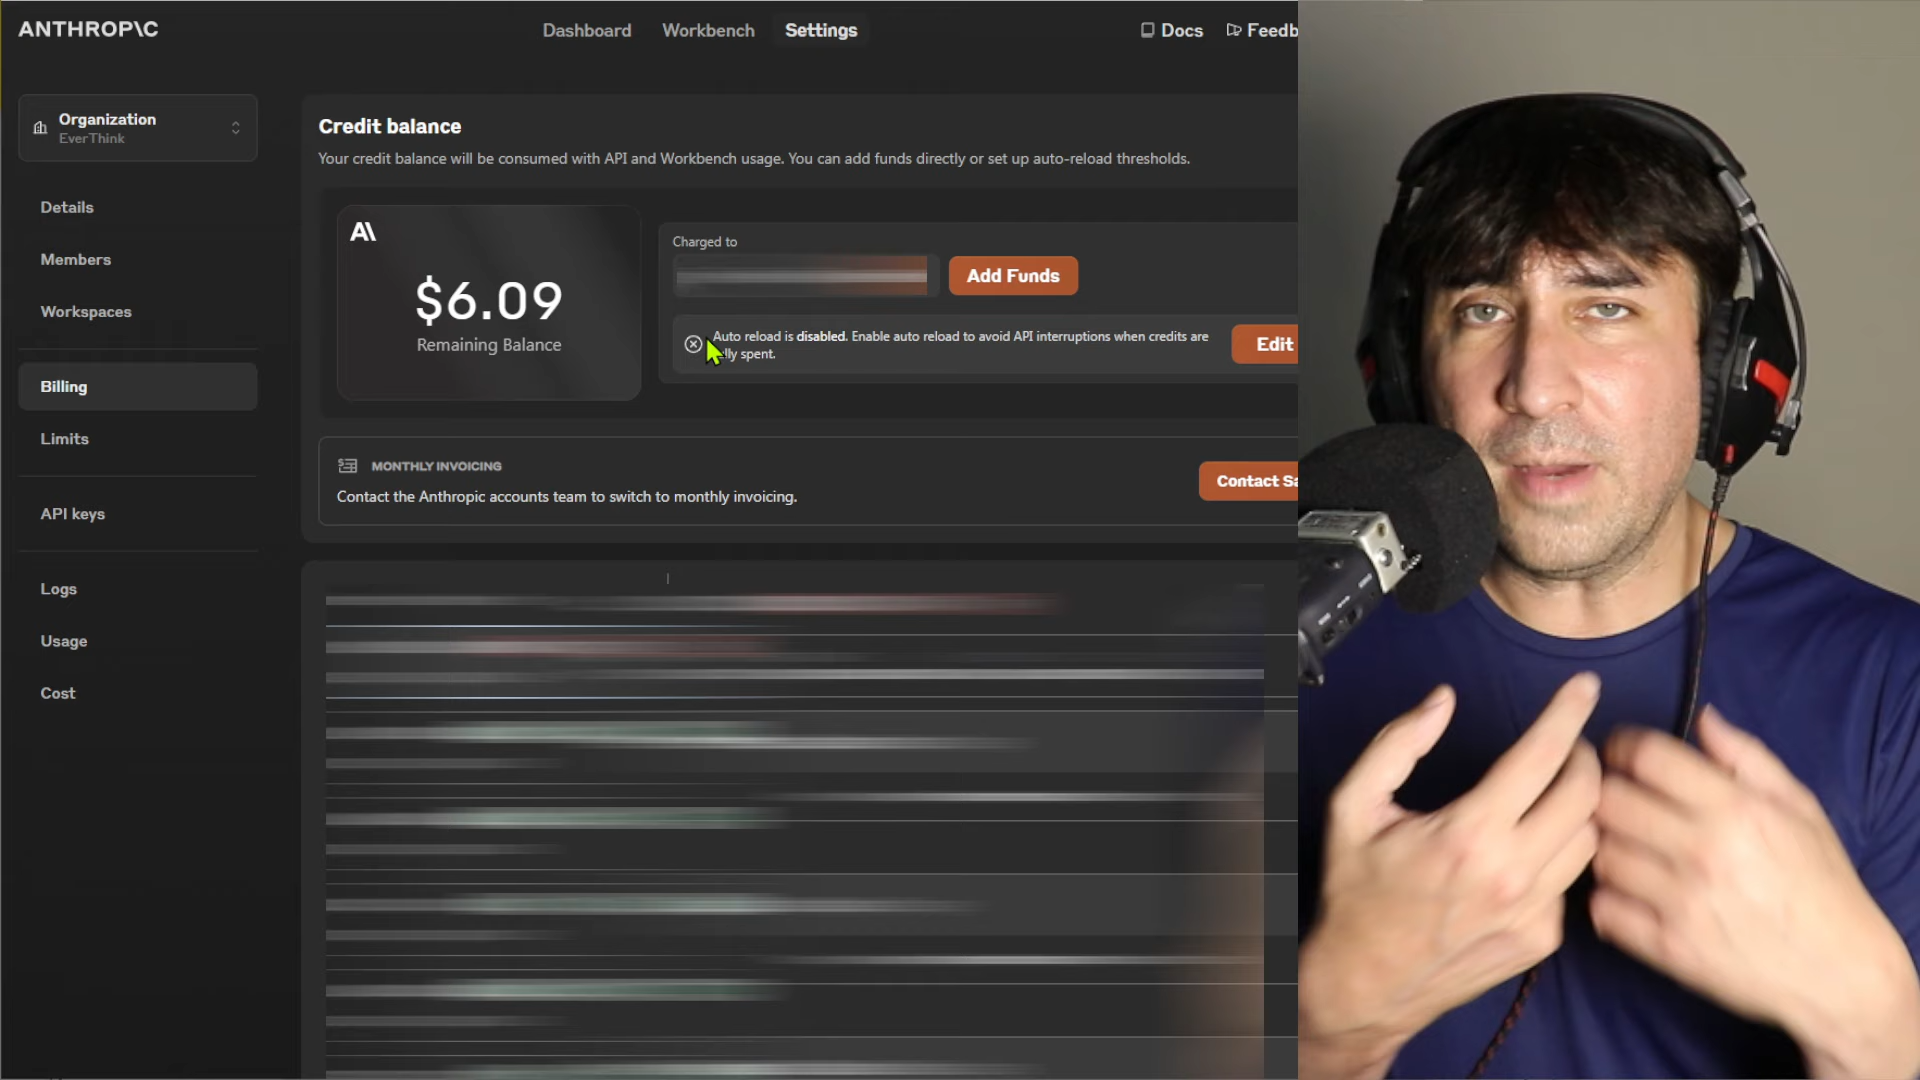 ANTHROP\C
Dashboard
Workbench
Settings
Docs
Feedb
Organization
EverThink
Details
Members
Workspaces
Billing
Limits
API keys
Logs
Usage
Cost
Credit balance
Your credit balance will be consumed with API and Workbench usage. You can add funds directly or set up auto-reload thresholds.
A\
$6.09
Remaining Balance
Charged to
Add Funds
Auto reload is disabled. Enable auto reload to avoid API interruptions when credits are
lly spent.
Edit
MONTHLY INVOICING
Contact the Anthropic accounts team to switch to monthly invoicing.
Contact Sa